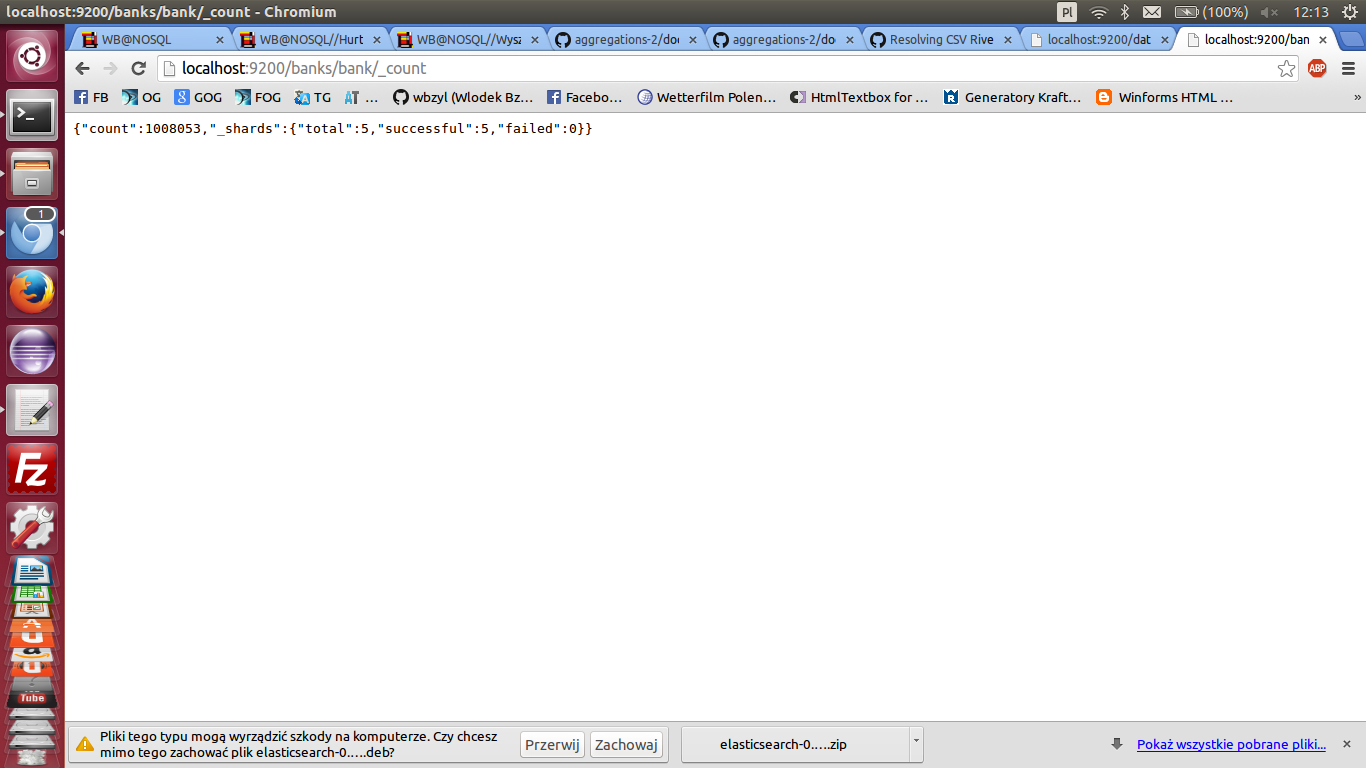 localhost:9200/banks/bank/_count - Chromium
Pl
(100%)
12:13
WB@NOSQL
WB@NOSQL//Hurt
WB@NOSQL//Wysz
aggregations-2/doc
aggregations-2/do
Resolving CSV Rive
localhost:9200/dat
localhost:9200/ban
localhost:9200/banks/bank/_count
ABP
FB
OG
GOG
FOG
TG
AT ...
wbzyl (Wlodek Bz...
Facebo...
Wetterfilm Polen...
HtmlTextbox for ...
Generatory Kraft...
Winforms HTML ...
»
{"count":1008053,"_shards":{"total":5,"successful":5,"failed":0}}
1
Fz
a
Tube
Pliki tego typu mogą wyrządzić szkody na komputerze. Czy chcesz
mimo tego zachować plik elasticsearch-0.….deb?
Przerwij
Zachowaj
elasticsearch-0.….zip
Pokaż wszystkie pobrane pliki...